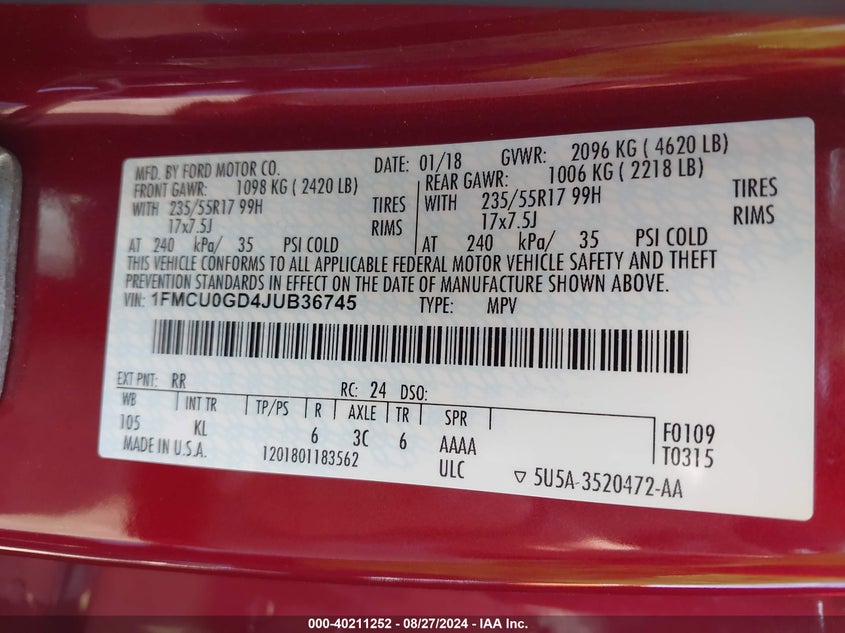 MFD. BY FORD MOTOR CO. DATE: 01/18 GVWR: 2096 KG ( 4620 LB)
FRONT GAWR: 1098 KG ( 2420 LB) REAR GAWR: 1006 KG ( 2218 LB)
WITH 235/55R17 99H TIRES WITH 235/55R17 99H TIRES
17x7.5J RIMS 17x7.5J RIMS
AT 240 kPa/ 35 PSI COLD AT 240 kPa/ 35 PSI COLD
THIS VEHICLE CONFORMS TO ALL APPLICABLE FEDERAL MOTOR VEHICLE SAFETY AND THEFT
PREVENTION STANDARDS IN EFFECT ON THE DATE OF MANUFACTURE SHOWN ABOVE.
VIN: 1FMCU0GD4JUB36745 TYPE: MPV
EXT PNT: RR RC: 24 DSO:
WB INT TR TP/PS R AXLE TR SPR
105 KL 6 3C 6 AAAA F0109
MADE IN U.S.A. 1201801183562 ULC T0315
▽ 5U5A-3520472-AA
000-40211252 - 08/27/2024 - IAA Inc.